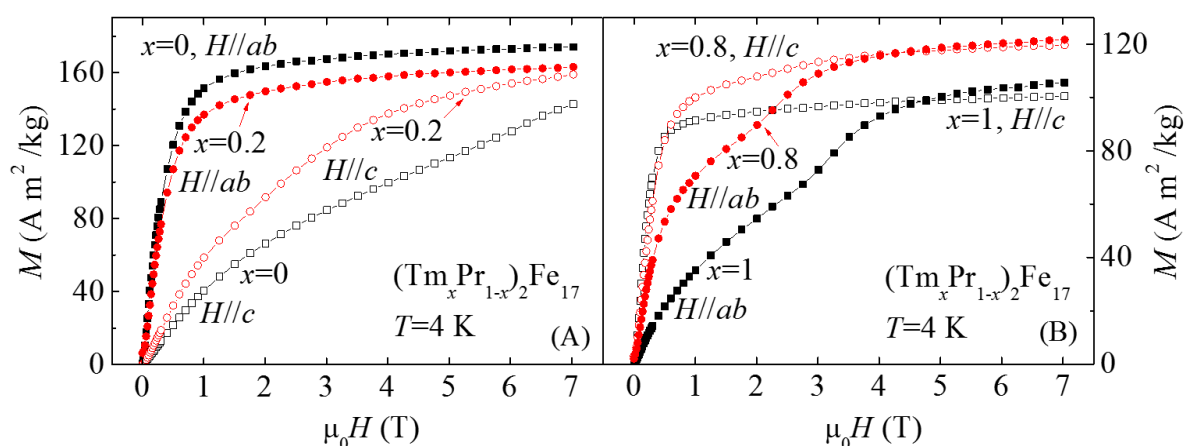 x=0, H//ab
x=0.2
H//ab
x=0.2
H//c
x=0
H//c
(TmₓPr₁₋ₓ)₂Fe₁₇
T=4 K
(A)
0
40
80
120
160
M (A m² /kg)
0 1 2 3 4 5 6 7
μ₀H (T)
x=0.8, H//c
x=1, H//c
x=0.8
H//ab
x=1
H//ab
(TmₓPr₁₋ₓ)₂Fe₁₇
T=4 K
(B)
0 1 2 3 4 5 6 7
μ₀H (T)
120
80
40
0
M (A m² /kg)